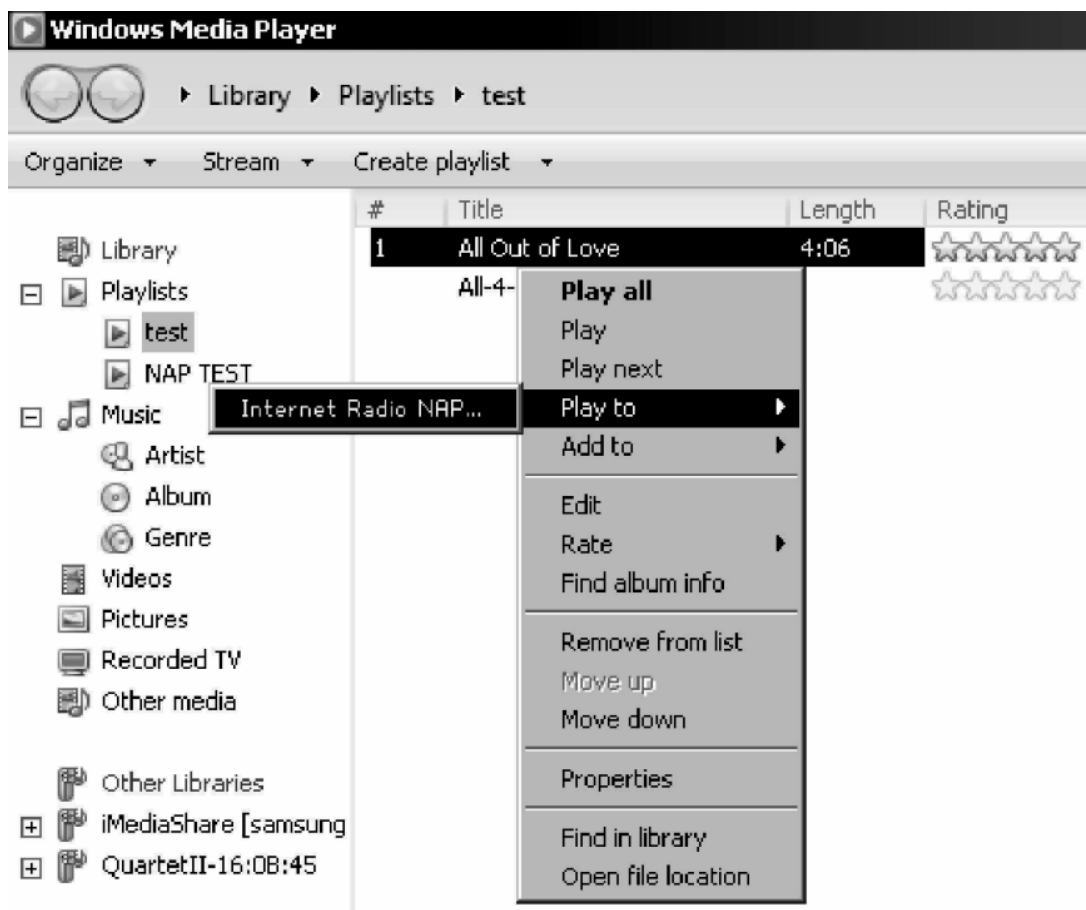 Windows Media Player
Library Playlists test
Organize Stream Create playlist
# Title Length Rating
Library
1 All Out of Love 4:06
Playlists
All-4-
test
NAP TEST
Music
Artist
Album
Genre
Videos
Pictures
Recorded TV
Other media
Other Libraries
iMediaShare [samsung
QuartetII-16:0B:45
Internet Radio NAP...
Play all
Play
Play next
Play to
Add to
Edit
Rate
Find album info
Remove from list
Move up
Move down
Properties
Find in library
Open file location